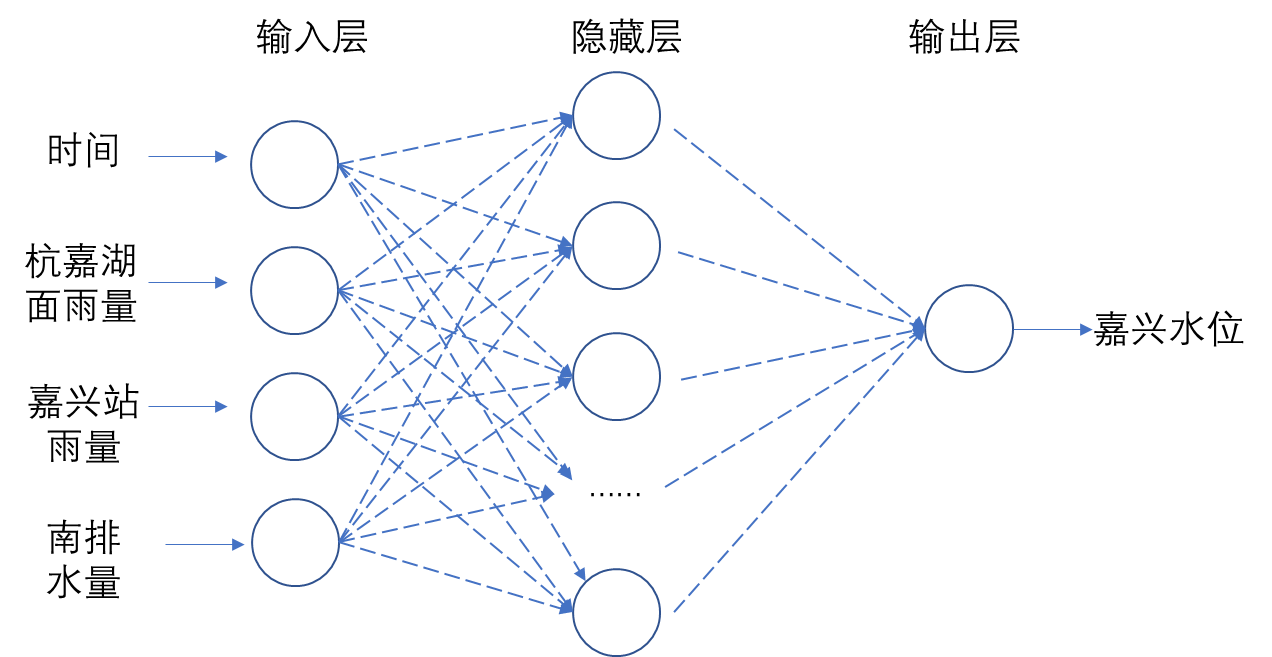 输入层
隐藏层
输出层
时间
杭嘉湖
面雨量
嘉兴站
雨量
南排
水量
……
嘉兴水位